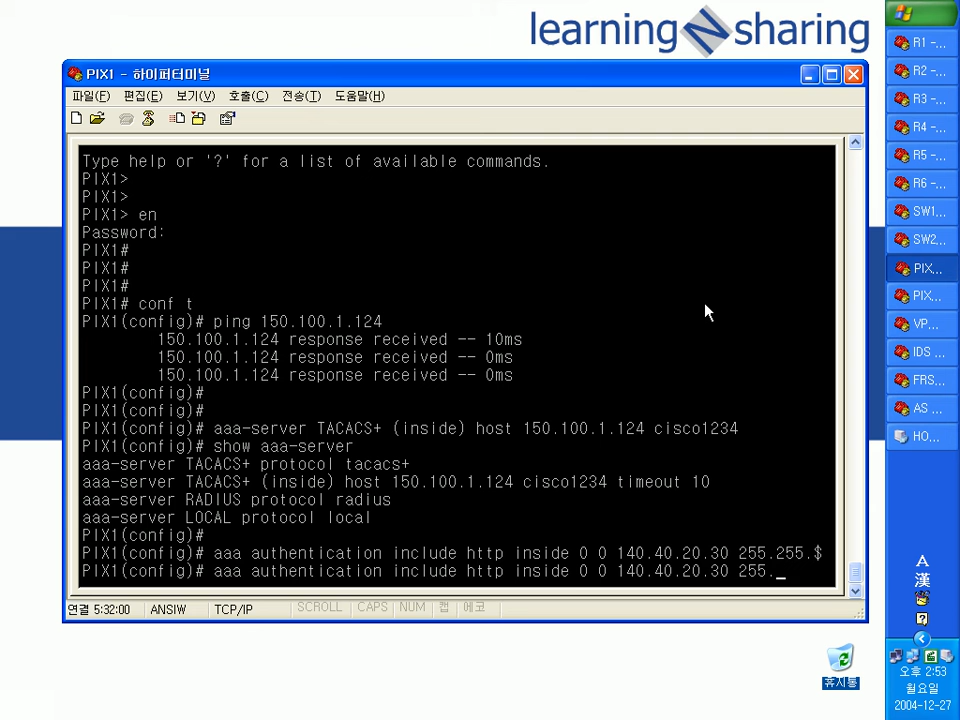 learning N sharing
PIX1 - 하이퍼터미널
파일(F) 편집(E) 보기(V) 호출(C) 전송(T) 도움말(H)
Type help or '?' for a list of available commands.
PIX1>
PIX1>
PIX1> en
Password:
PIX1#
PIX1#
PIX1#
PIX1# conf t
PIX1(config)# ping 150.100.1.124
150.100.1.124 response received -- 10ms
150.100.1.124 response received -- 0ms
150.100.1.124 response received -- 0ms
PIX1(config)#
PIX1(config)#
PIX1(config)# aaa-server TACACS+ (inside) host 150.100.1.124 cisco1234
PIX1(config)# show aaa-server
aaa-server TACACS+ protocol tacacs+
aaa-server TACACS+ (inside) host 150.100.1.124 cisco1234 timeout 10
aaa-server RADIUS protocol radius
aaa-server LOCAL protocol local
PIX1(config)#
PIX1(config)# aaa authentication include http inside 0 0 140.40.20.30 255.255.$
PIX1(config)# aaa authentication include http inside 0 0 140.40.20.30 255._
연결 5:32:00 ANSIW TCP/IP SCROLL CAPS NUM 캡 에코
휴지통
R1 -...
R2 -...
R3 -...
R4 -...
R5 -...
R6 -...
SW1...
SW2...
PIX...
PIX...
VP...
IDS ...
FRS...
AS ...
HO...
A
漢
오후 2:53
월요일
2004-12-27